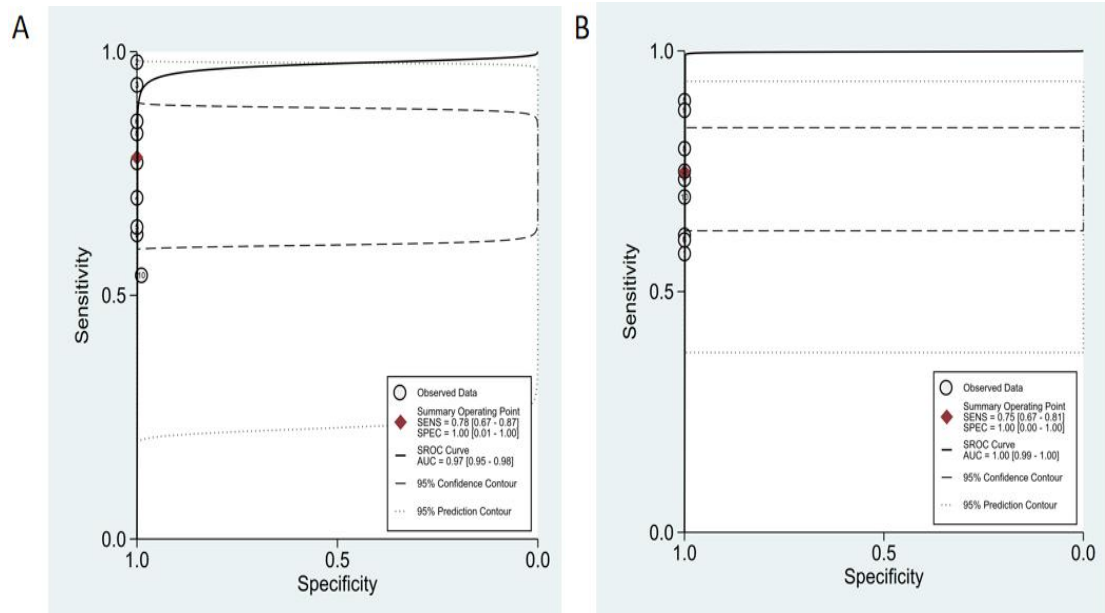 A
1.0
0.5
0.0
Sensitivity
1.0
0.5
0.0
Specificity
10
Observed Data
Summary Operating Point
SENS = 0.78 [0.67 - 0.87]
SPEC = 1.00 [0.01 - 1.00]
SROC Curve
AUC = 0.97 [0.95 - 0.98]
95% Confidence Contour
95% Prediction Contour
B
1.0
0.5
0.0
Sensitivity
1.0
0.5
0.0
Specificity
Observed Data
Summary Operating Point
SENS = 0.75 [0.67 - 0.81]
SPEC = 1.00 [0.00 - 1.00]
SROC Curve
AUC = 1.00 [0.99 - 1.00]
95% Confidence Contour
95% Prediction Contour